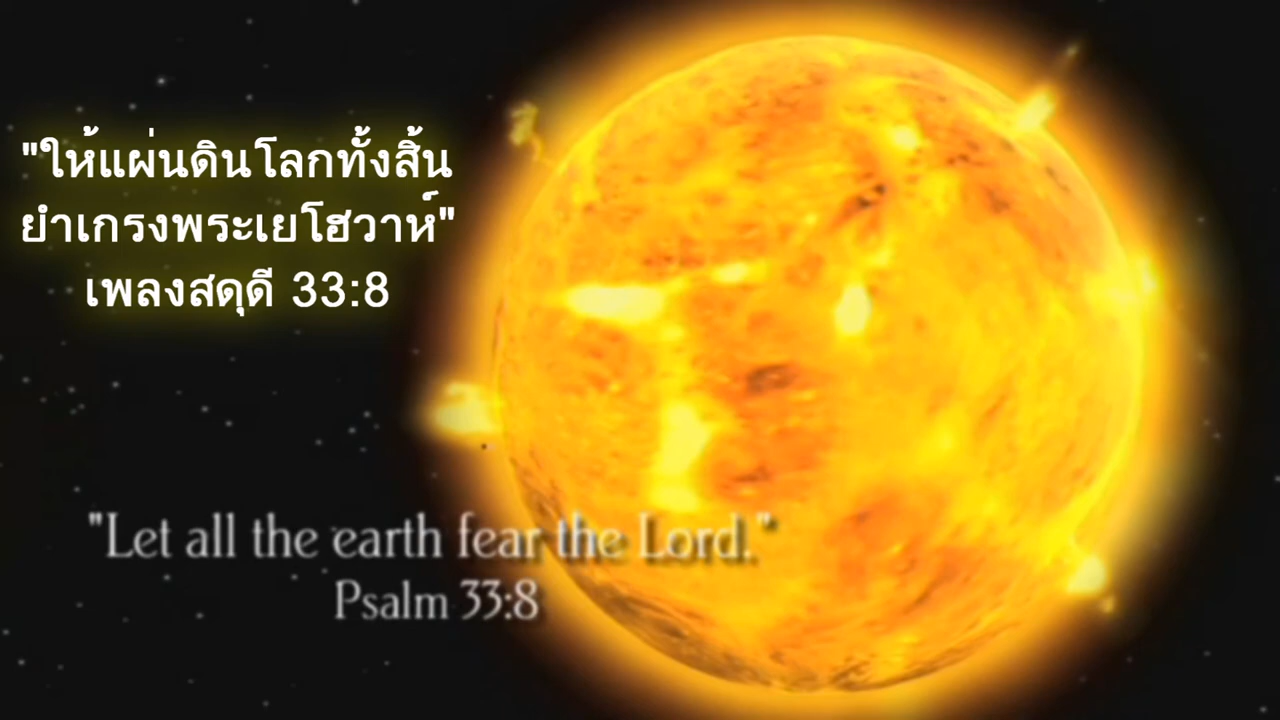 "ให้แผ่นดินโลกทั้งสิ้น
ยำเกรงพระเยโฮวาห์"
เพลงสดุดี 33:8
"Let all the earth fear the Lord."
Psalm 33:8